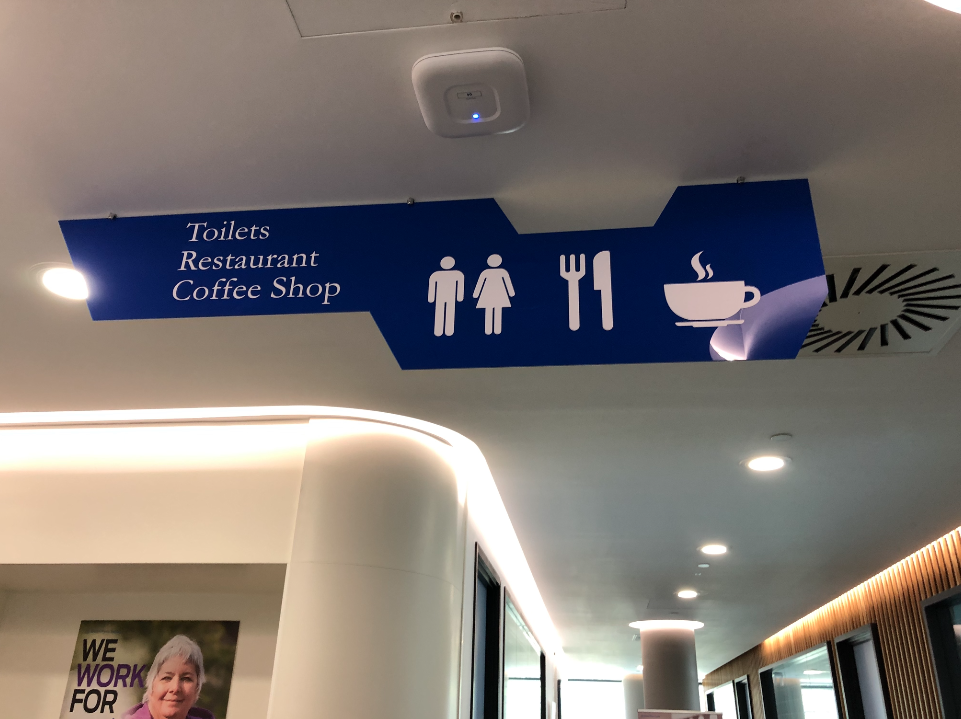 Toilets
Restaurant
Coffee Shop
WE
WORK
FOR